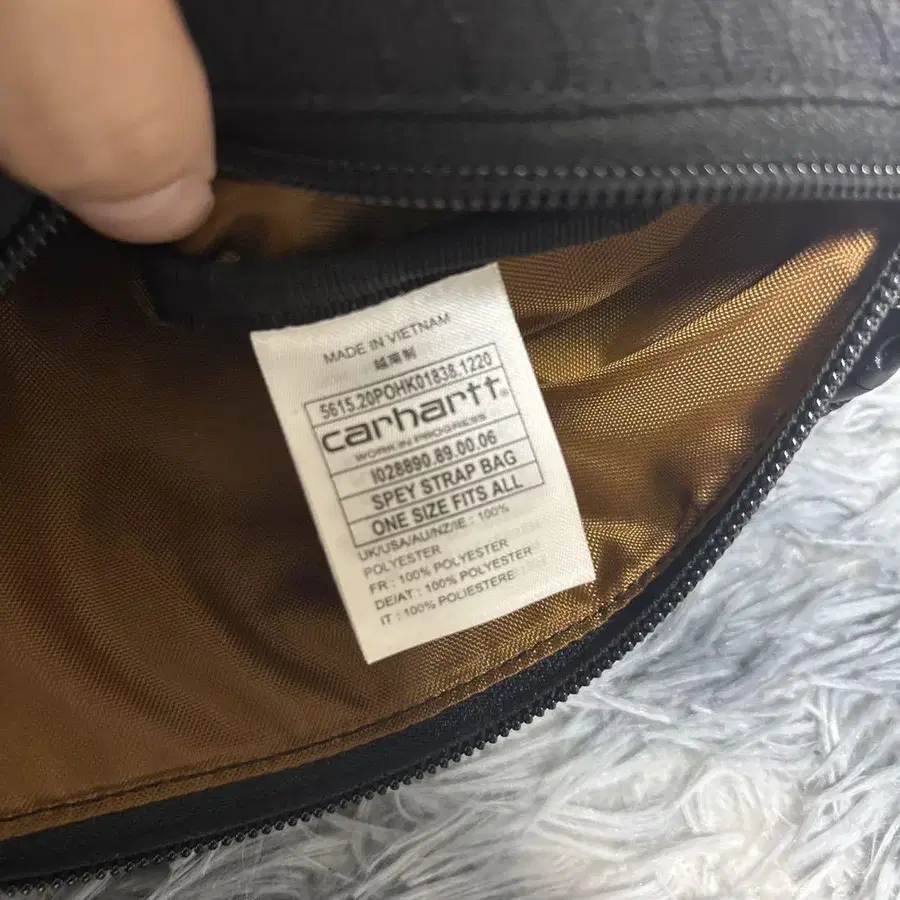 MADE IN VIETNAM
越南制
5615.20POHK01838.1220
carhartt®
WORK IN PROGRESS
I028890.89.00.06
SPEY STRAP BAG
ONE SIZE FITS ALL
UK/USA/AU/NZ/IE : 100%
POLYESTER
FR : 100% POLYESTER
DE/AT : 100% POLYESTER
IT : 100% POLIESTERE